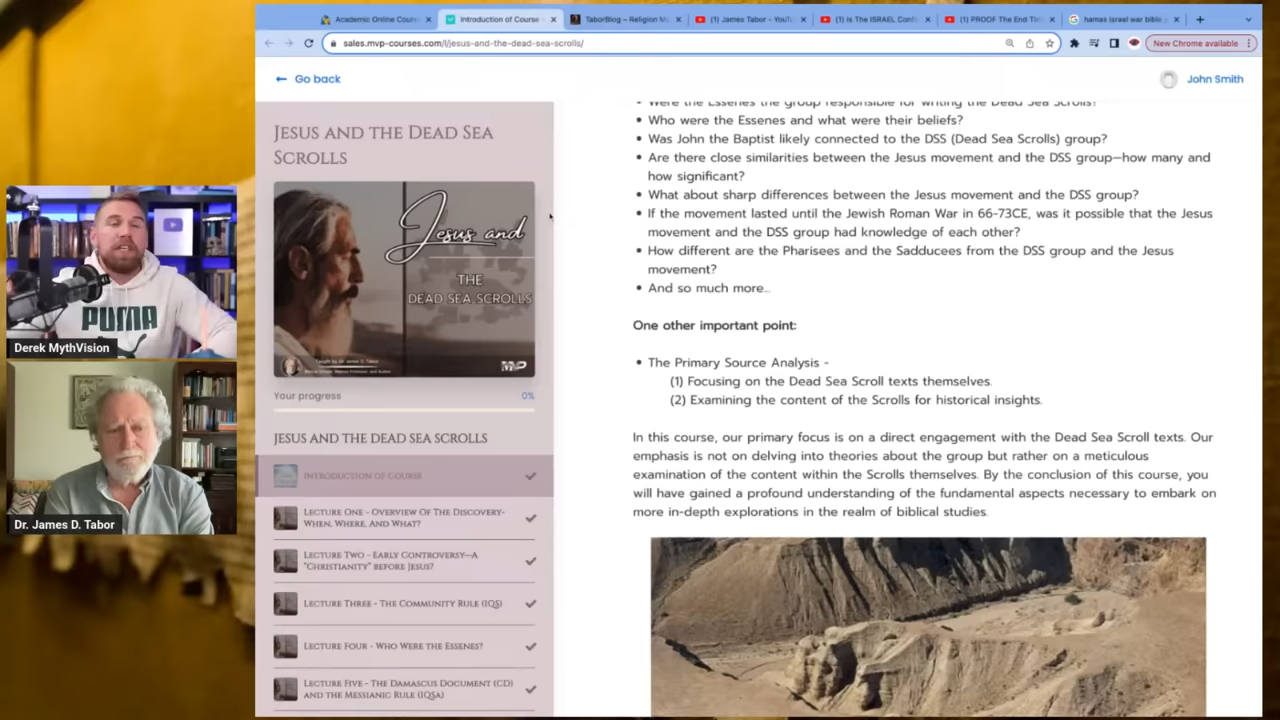 Academic Online Cours
Introduction of Course
TaborBlog – Religion M
(1) James Tabor - YouT
(1) Is The ISRAEL Conf
(1) PROOF The End Ti
hamas israel war bible
sales.mvp-courses.com/l/jesus-and-the-dead-sea-scrolls/
New Chrome available
Go back
John Smith
Jesus and the Dead Sea
Scrolls
Jesus and
THE
DEAD SEA SCROLLS
MVP
Your progress
0%
Jesus and the Dead Sea Scrolls
Introduction of Course
Lecture One - Overview Of The Discovery-
When, Where, And What?
Lecture Two - Early Controversy—A
"Christianity" before Jesus?
Lecture Three - The Community Rule (1QS)
Lecture Four - Who Were the Essenes?
Lecture Five - The Damascus Document (CD)
and the Messianic Rule (1QSa)
Were the Essenes the group responsible for writing the Dead Sea Scrolls?
Who were the Essenes and what were their beliefs?
Was John the Baptist likely connected to the DSS (Dead Sea Scrolls) group?
Are there close similarities between the Jesus movement and the DSS group—how many and
how significant?
What about sharp differences between the Jesus movement and the DSS group?
If the movement lasted until the Jewish Roman War in 66-73CE, was it possible that the Jesus
movement and the DSS group had knowledge of each other?
How different are the Pharisees and the Sadducees from the DSS group and the Jesus
movement?
And so much more...
One other important point:
The Primary Source Analysis -
(1) Focusing on the Dead Sea Scroll texts themselves.
(2) Examining the content of the Scrolls for historical insights.
In this course, our primary focus is on a direct engagement with the Dead Sea Scroll texts. Our
emphasis is not on delving into theories about the group but rather on a meticulous
examination of the content within the Scrolls themselves. By the conclusion of this course, you
will have gained a profound understanding of the fundamental aspects necessary to embark on
more in-depth explorations in the realm of biblical studies.
PUMA
Derek MythVision
Dr. James D. Tabor